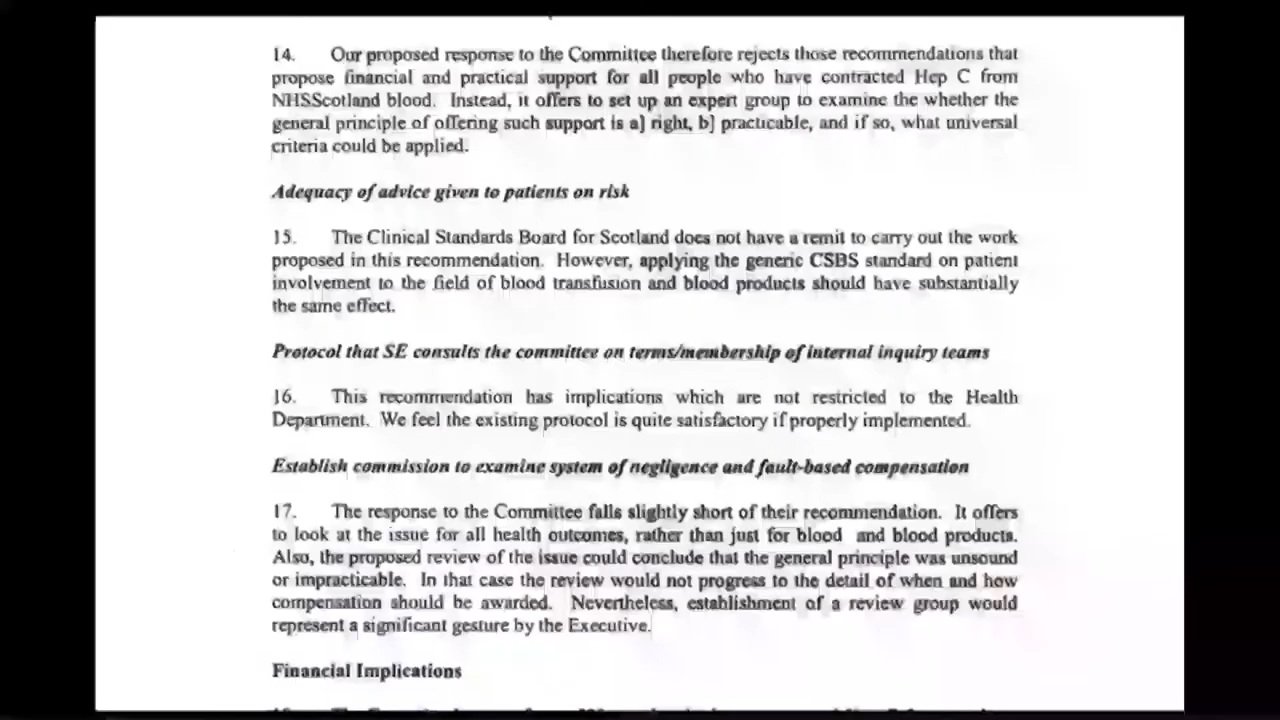 14. Our proposed response to the Committee therefore rejects those recommendations that
propose financial and practical support for all people who have contracted Hep C from
NHSScotland blood. Instead, it offers to set up an expert group to examine the whether the
general principle of offering such support is a] right, b] practicable, and if so, what universal
criteria could be applied.
Adequacy of advice given to patients on risk
15. The Clinical Standards Board for Scotland does not have a remit to carry out the work
proposed in this recommendation. However, applying the generic CSBS standard on patient
involvement to the field of blood transfusion and blood products should have substantially
the same effect.
Protocol that SE consults the committee on terms/membership of internal inquiry teams
16. This recommendation has implications which are not restricted to the Health
Department. We feel the existing protocol is quite satisfactory if properly implemented.
Establish commission to examine system of negligence and fault-based compensation
17. The response to the Committee falls slightly short of their recommendation. It offers
to look at the issue for all health outcomes, rather than just for blood and blood products.
Also, the proposed review of the issue could conclude that the general principle was unsound
or impracticable. In that case the review would not progress to the detail of when and how
compensation should be awarded. Nevertheless, establishment of a review group would
represent a significant gesture by the Executive.
Financial Implications